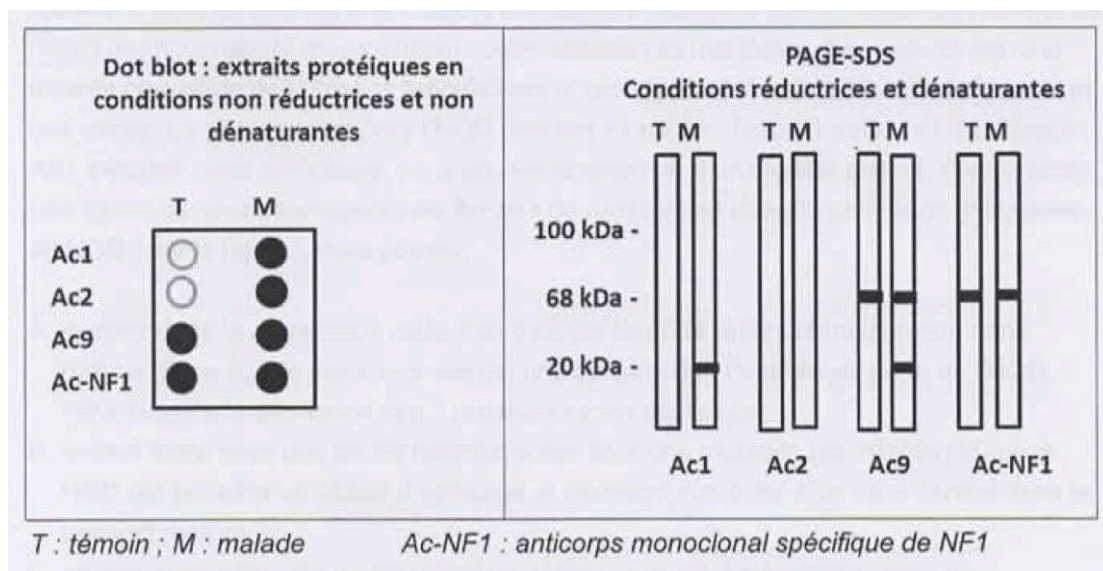 Dot blot : extraits protéiques en
conditions non réductrices et non
dénaturantes
T M
Ac1
Ac2
Ac9
Ac-NF1
PAGE-SDS
Conditions réductrices et dénaturantes
T M T M T M T M
100 kDa -
68 kDa -
20 kDa -
Ac1 Ac2 Ac9 Ac-NF1
T : témoin ; M : malade Ac-NF1 : anticorps monoclonal spécifique de NF1